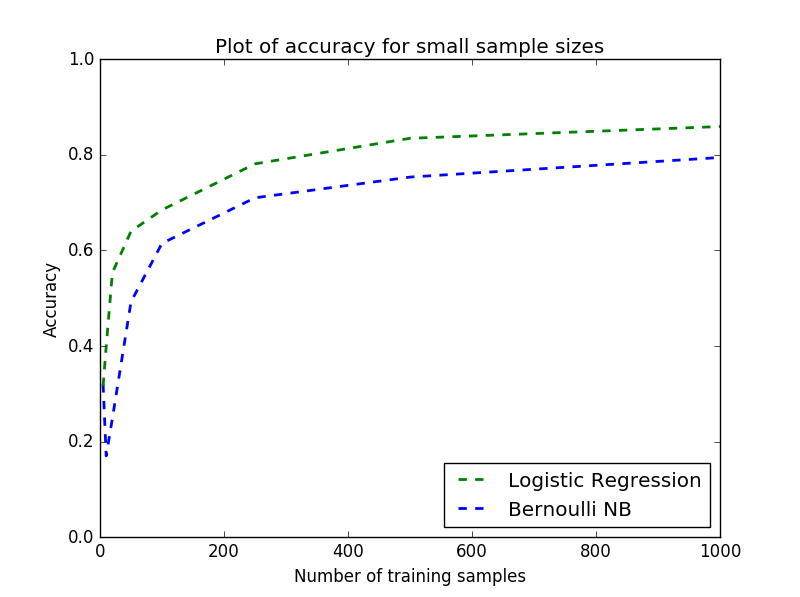 Plot of accuracy for small sample sizes
1.0
0.8
0.6
0.4
0.2
0.0
Accuracy
0 200 400 600 800 1000
Number of training samples
Logistic Regression
Bernoulli NB